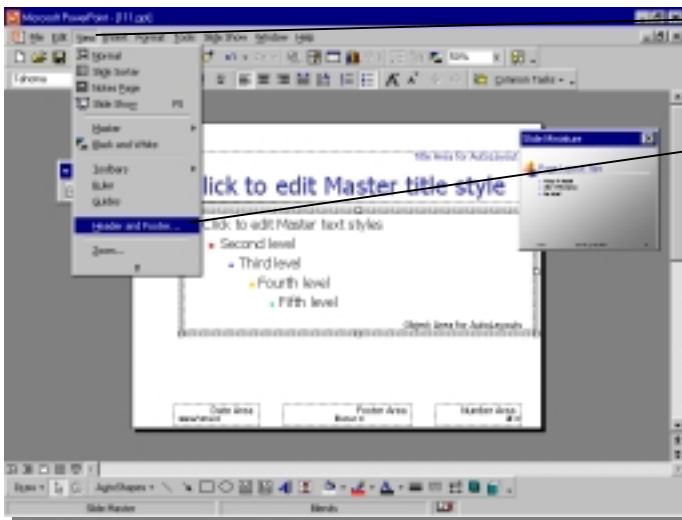 Microsoft PowerPoint - [111.ppt]
File Edit View Insert Format Tools Slide Show Window Help
Tahoma
Common Tasks
Normal
Slide Sorter
Notes Page
Slide Show F5
Master
Black and White
Toolbars
Ruler
Guides
Header and Footer...
Zoom...
Slide Miniature
Title Area for AutoLayouts
lick to edit Master title style
Click to edit Master text styles
Second level
Third level
Fourth level
Fifth level
Object Area for AutoLayouts
Date Area Footer Area Number Area
Draw AutoShapes
Slide Master Blends